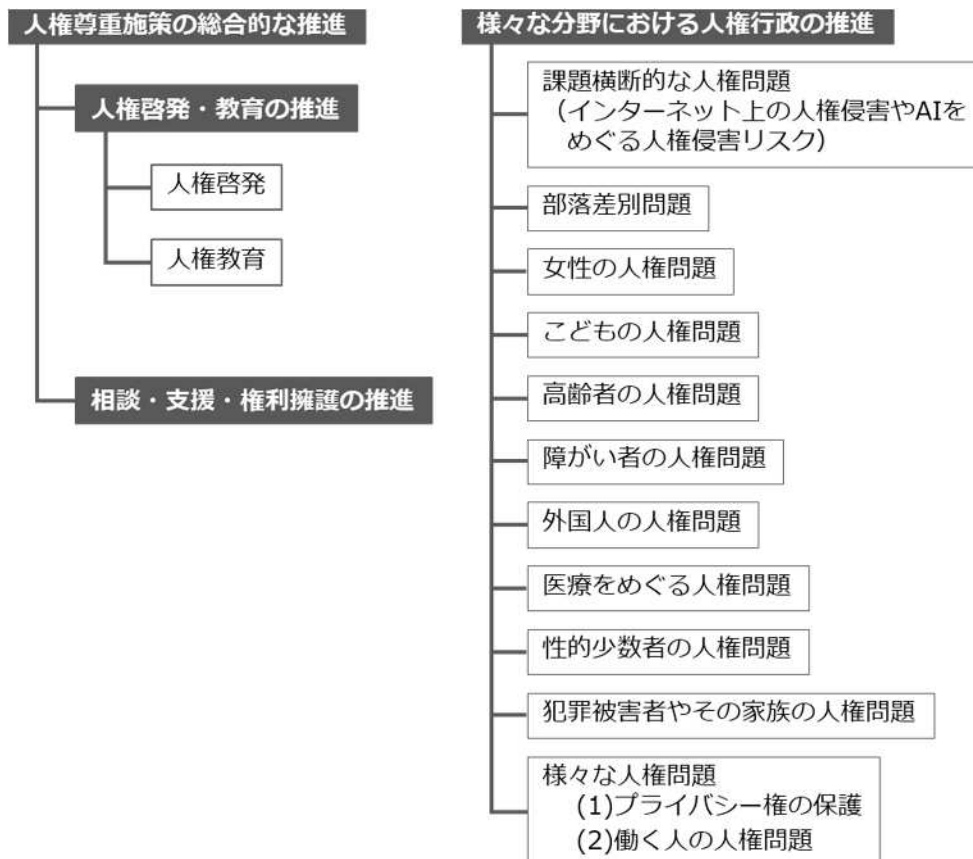 人権尊重施策の総合的な推進
人権啓発・教育の推進
人権啓発
人権教育
相談・支援・権利擁護の推進
様々な分野における人権行政の推進
課題横断的な人権問題
（インターネット上の人権侵害やAIを
めぐる人権侵害リスク）
部落差別問題
女性の人権問題
こどもの人権問題
高齢者の人権問題
障がい者の人権問題
外国人の人権問題
医療をめぐる人権問題
性的少数者の人権問題
犯罪被害者やその家族の人権問題
様々な人権問題
(1)プライバシー権の保護
(2)働く人の人権問題